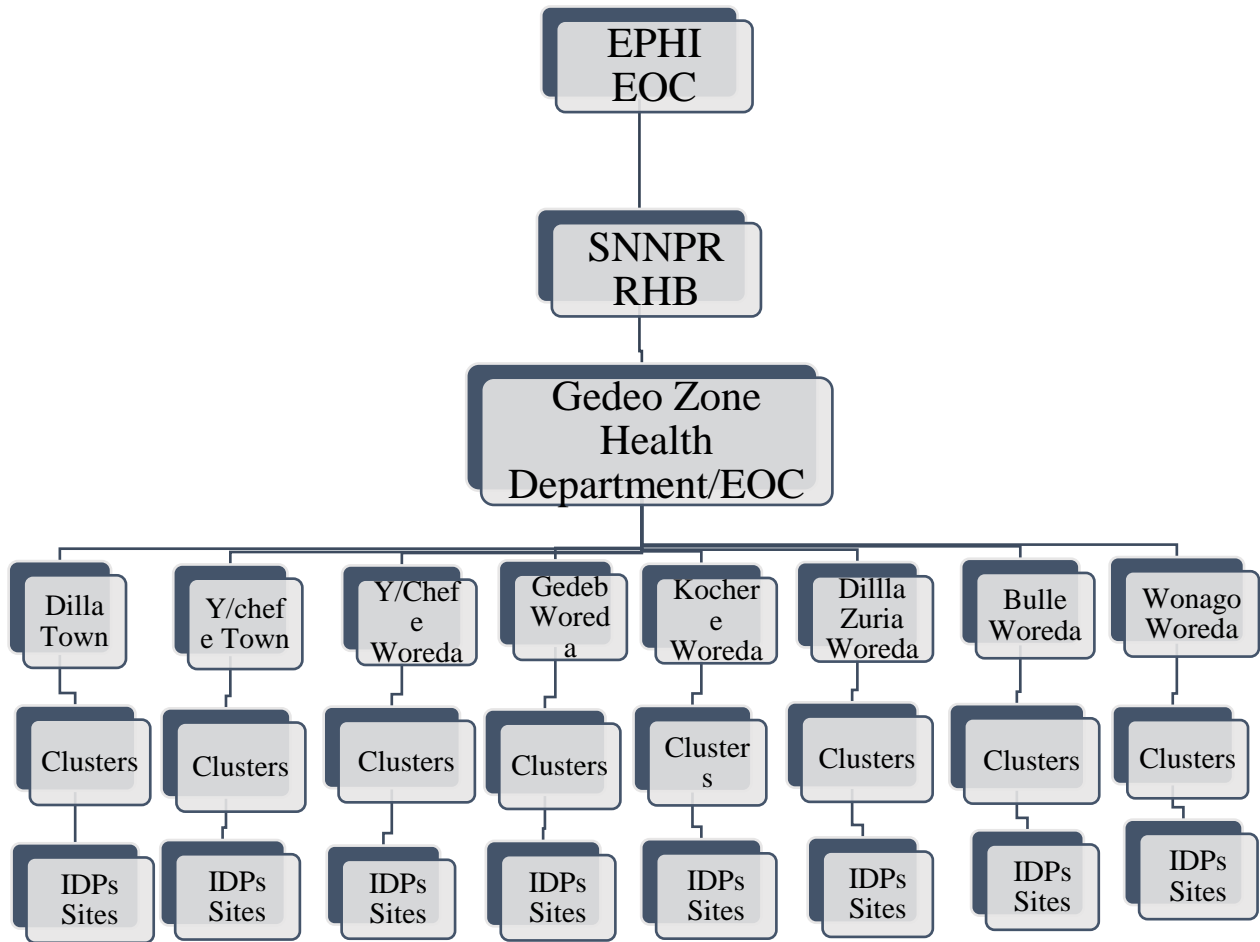 EPHI
EOC
SNNPR
RHB
Gedeo Zone
Health
Department/EOC
Dilla
Town
Y/chef
e Town
Y/Chef
e
Woreda
Gedeb
Wored
a
Kocher
e
Woreda
Dillla
Zuria
Woreda
Bulle
Woreda
Wonago
Woreda
Clusters
Clusters
Clusters
Clusters
Cluster
s
Clusters
Clusters
Clusters
IDPs
Sites
IDPs
Sites
IDPs
Sites
IDPs
Sites
IDPs
Sites
IDPs
Sites
IDPs
Sites
IDPs
Sites